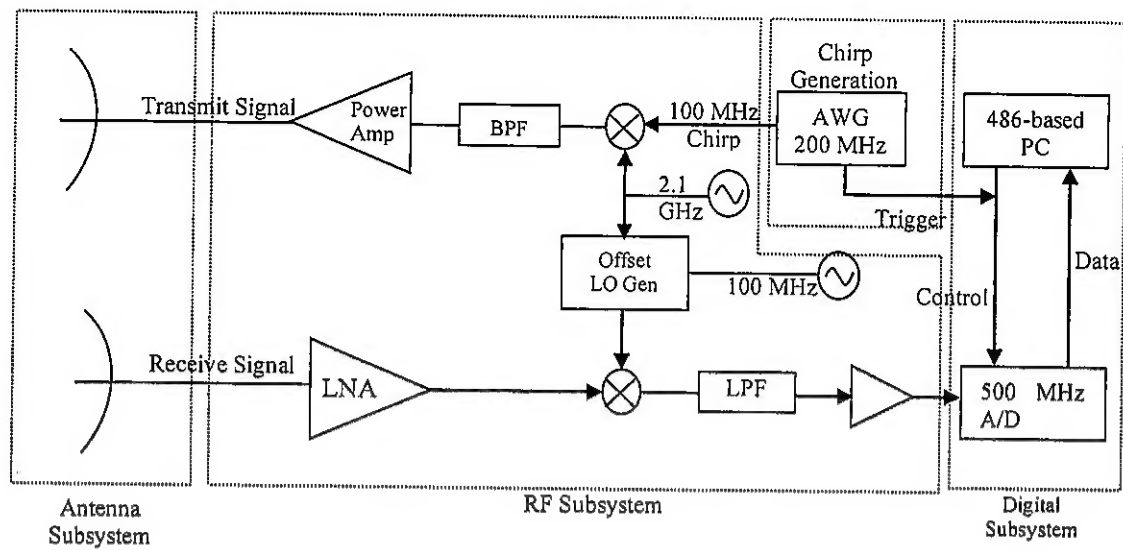 Chirp
Generation
Transmit Signal
Power
Amp
BPF
100 MHz
Chirp
AWG
200 MHz
486-based
PC
2.1
GHz
Trigger
Offset
LO Gen
100 MHz
Control
Data
Receive Signal
LNA
LPF
500 MHz
A/D
Antenna
Subsystem
RF Subsystem
Digital
Subsystem